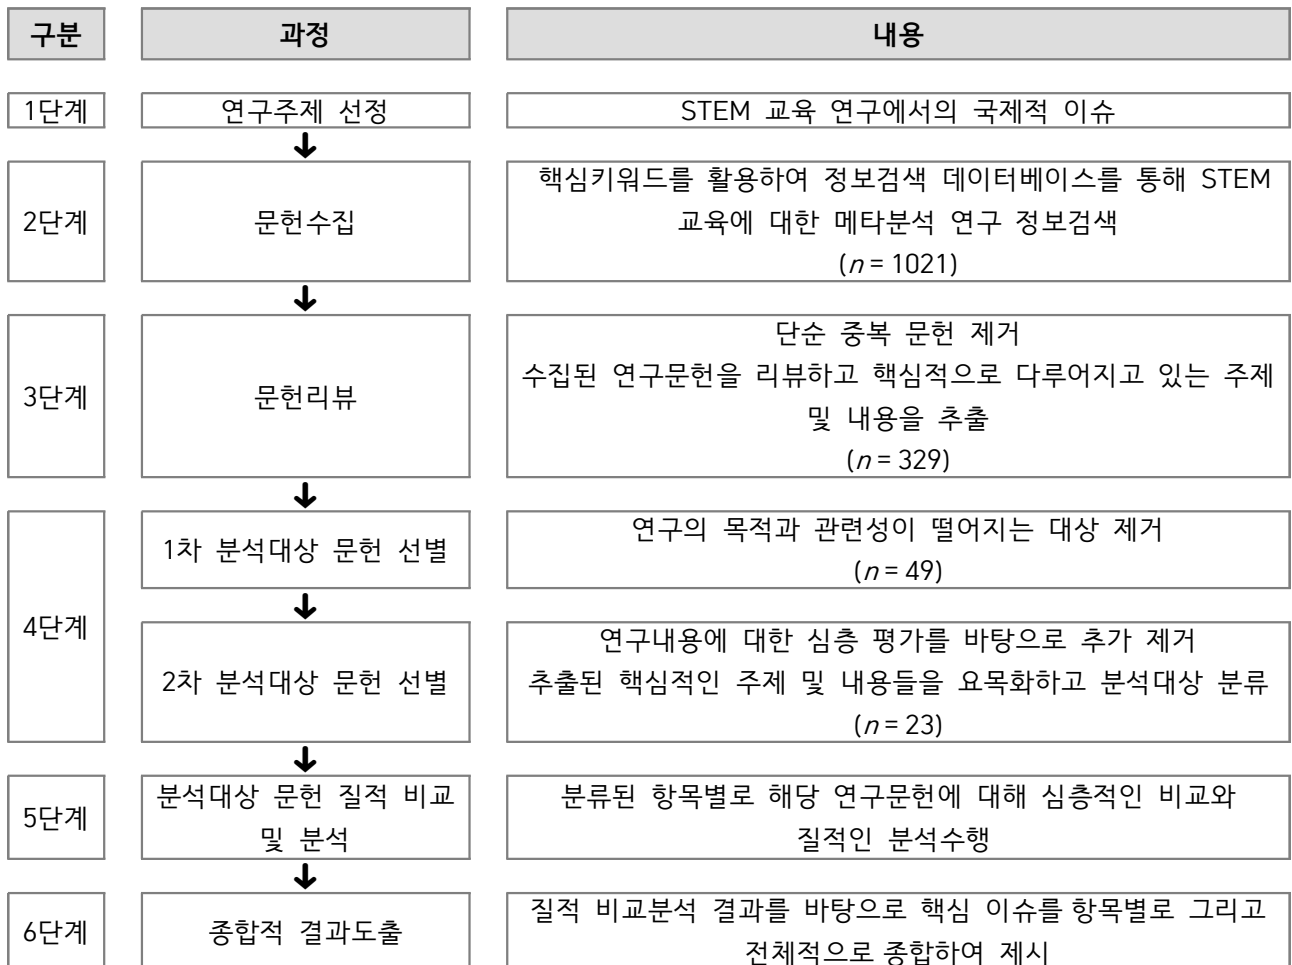 구분 과정 내용
1단계 연구주제 선정 STEM 교육 연구에서의 국제적 이슈
2단계 문헌수집
핵심키워드를 활용하여 정보검색 데이터베이스를 통해 STEM
교육에 대한 메타분석 연구 정보검색
(n = 1021)
3단계 문헌리뷰
단순 중복 문헌 제거
수집된 연구문헌을 리뷰하고 핵심적으로 다루어지고 있는 주제
및 내용을 추출
(n = 329)
4단계
1차 분석대상 문헌 선별
연구의 목적과 관련성이 떨어지는 대상 제거
(n = 49)
2차 분석대상 문헌 선별
연구내용에 대한 심층 평가를 바탕으로 추가 제거
추출된 핵심적인 주제 및 내용들을 요목화하고 분석대상 분류
(n = 23)
5단계
분석대상 문헌 질적 비교
및 분석
분류된 항목별로 해당 연구문헌에 대해 심층적인 비교와
질적인 분석수행
6단계 종합적 결과도출
질적 비교분석 결과를 바탕으로 핵심 이슈를 항목별로 그리고
전체적으로 종합하여 제시